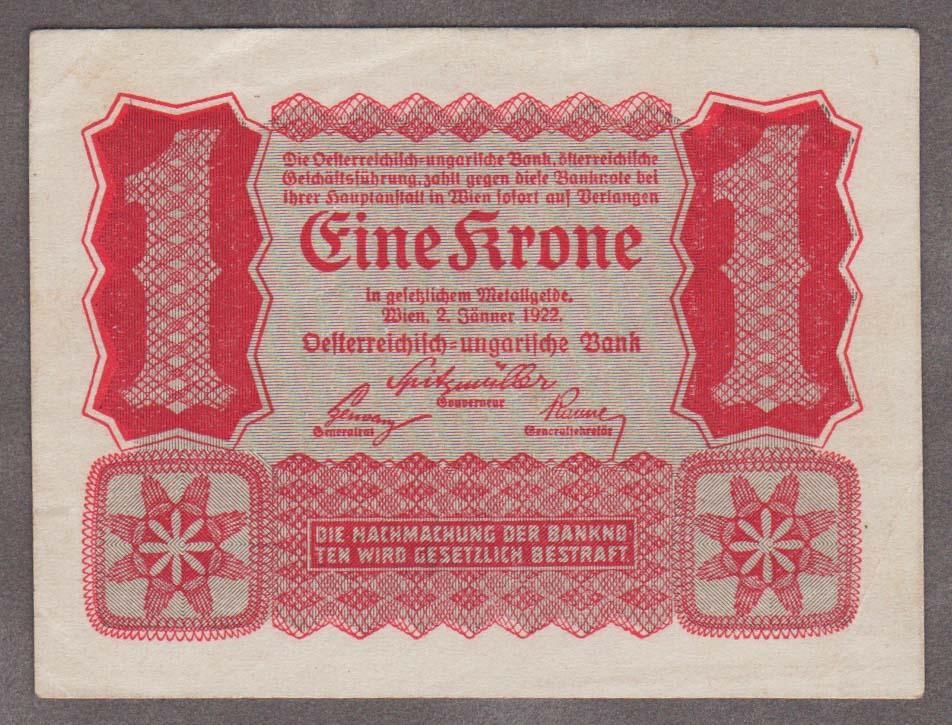 1 1
Die Oesterreichisch-ungarische Bank, österreichische
Geschäftsführung, zahlt gegen diese Banknote bei
ihrer Hauptanstalt in Wien sofort auf Verlangen
Eine Krone
in gesetzlichem Metallgelde.
Wien, 2. Jänner 1922.
Oesterreichisch-ungarische Bank
Spitzmüller
Gouverneur
Generalrat Generalsekretär
DIE NACHMACHUNG DER BANKNO
TEN WIRD GESETZLICH BESTRAFT